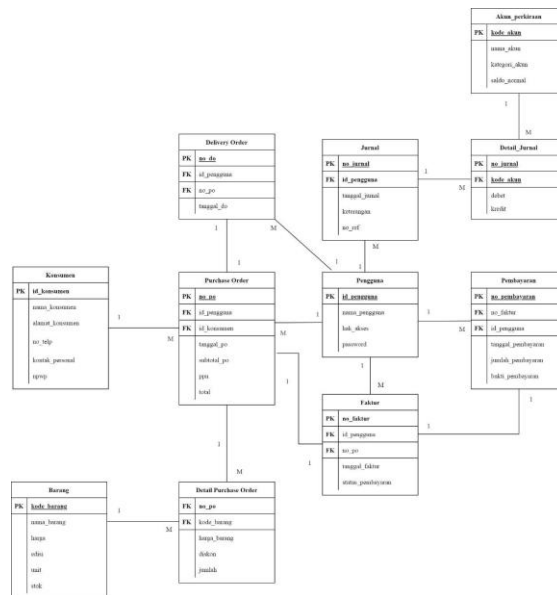 Akun_perkiraan
PK kode_akun
nama_akun
kategori_akun
saldo_normal
1
M
Delivery Order
PK no_do
FK id_pengguna
FK no_po
tanggal_do
Jurnal
PK no_jurnal
FK id_pengguna
tanggal_jurnal
keterangan
no_ref
1
M
Detail_Jurnal
FK no_jurnal
FK kode_akun
debet
kredit
1
M
1
M
1
1
Konsumen
PK id_konsumen
nama_konsumen
alamat_konsumen
no_telp
kontak_personal
npwp
1
M
Purchase Order
PK no_po
FK id_pengguna
FK id_konsumen
tanggal_po
subtotal_po
ppn
total
M
1
Pengguna
PK id_pengguna
nama_pengguna
hak_akses
password
1
M
Pembayaran
PK no_pembayaran
FK no_faktur
FK id_pengguna
tanggal_pembayaran
jumlah_pembayaran
bukti_pembayaran
1
1
M
1
Faktur
PK no_faktur
FK id_pengguna
FK no_po
tanggal_faktur
status_pembayaran
1
1
1
M
Barang
PK kode_barang
nama_barang
harga
edisi
unit
stok
1
M
Detail Purchase Order
FK no_po
FK kode_barang
harga_barang
diskon
jumlah